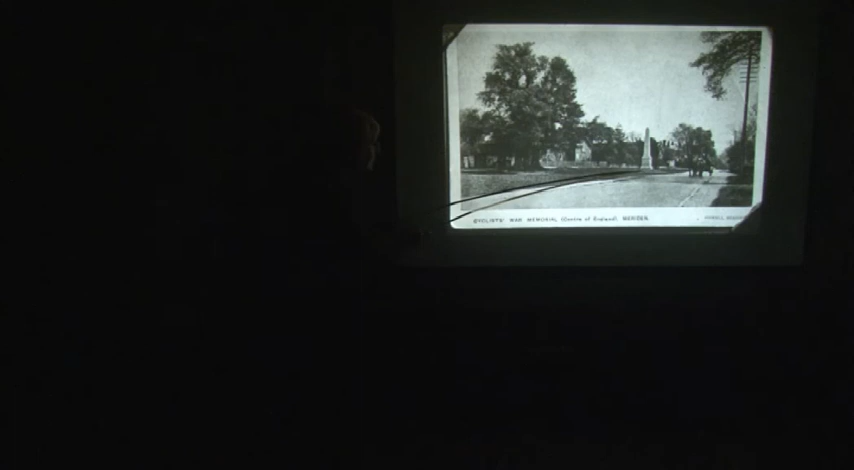 CYCLISTS' WAR MEMORIAL (Centre of England), MERIDEN.